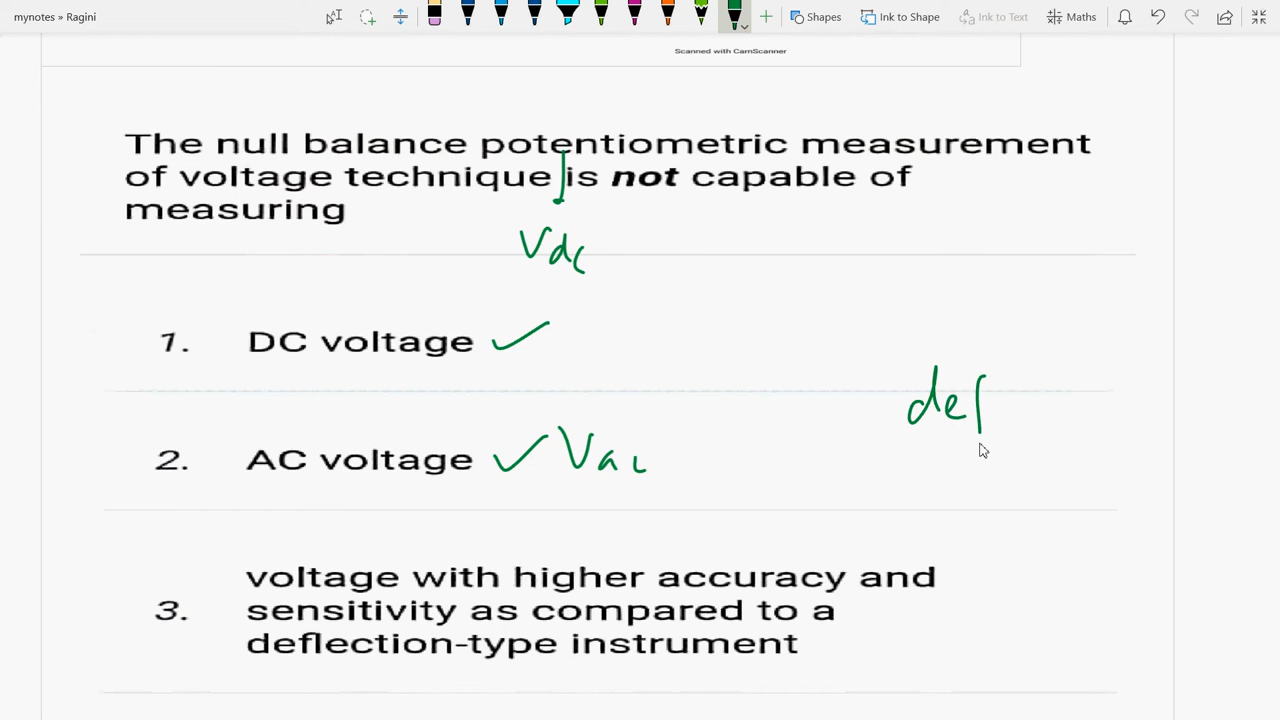 mynotes » Ragini
Shapes
Ink to Shape
Ink to Text
Maths
Scanned with CamScanner
The null balance potentiometric measurement
of voltage technique is not capable of
measuring
Vdc
1. DC voltage
def
2. AC voltage Vac
voltage with higher accuracy and
3. sensitivity as compared to a
deflection-type instrument